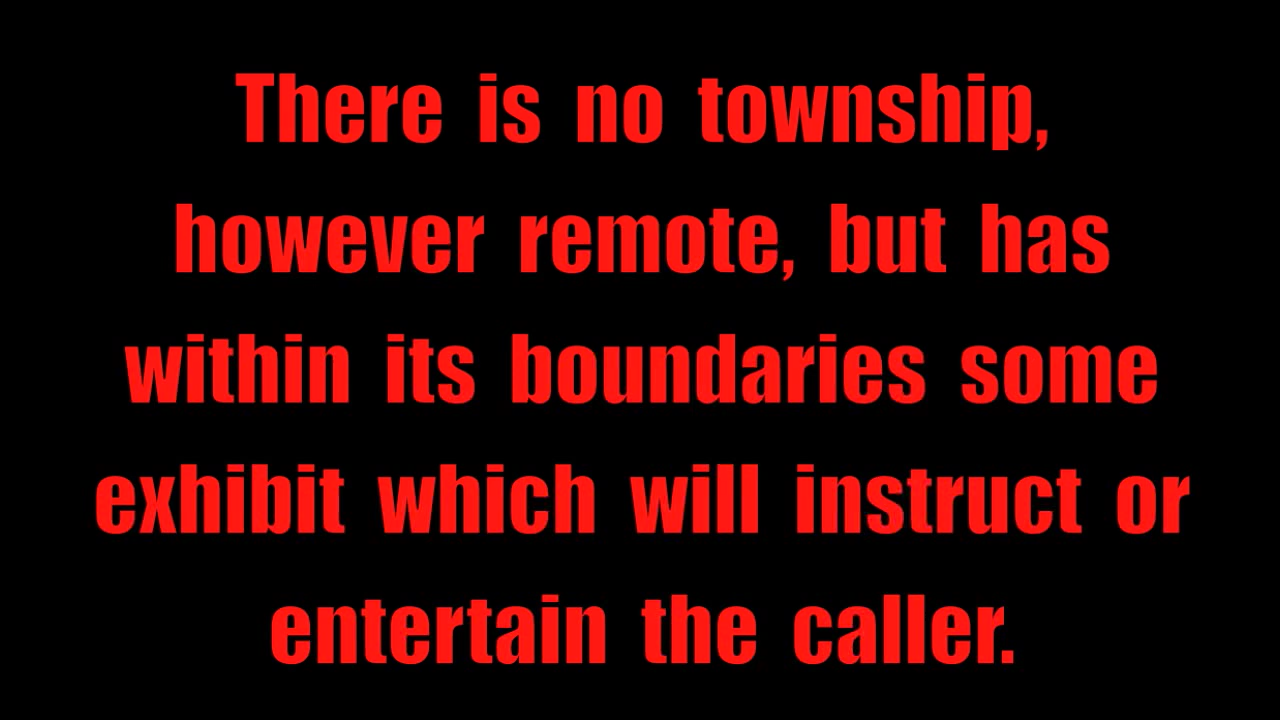 There is no township,
however remote, but has
within its boundaries some
exhibit which will instruct or
entertain the caller.